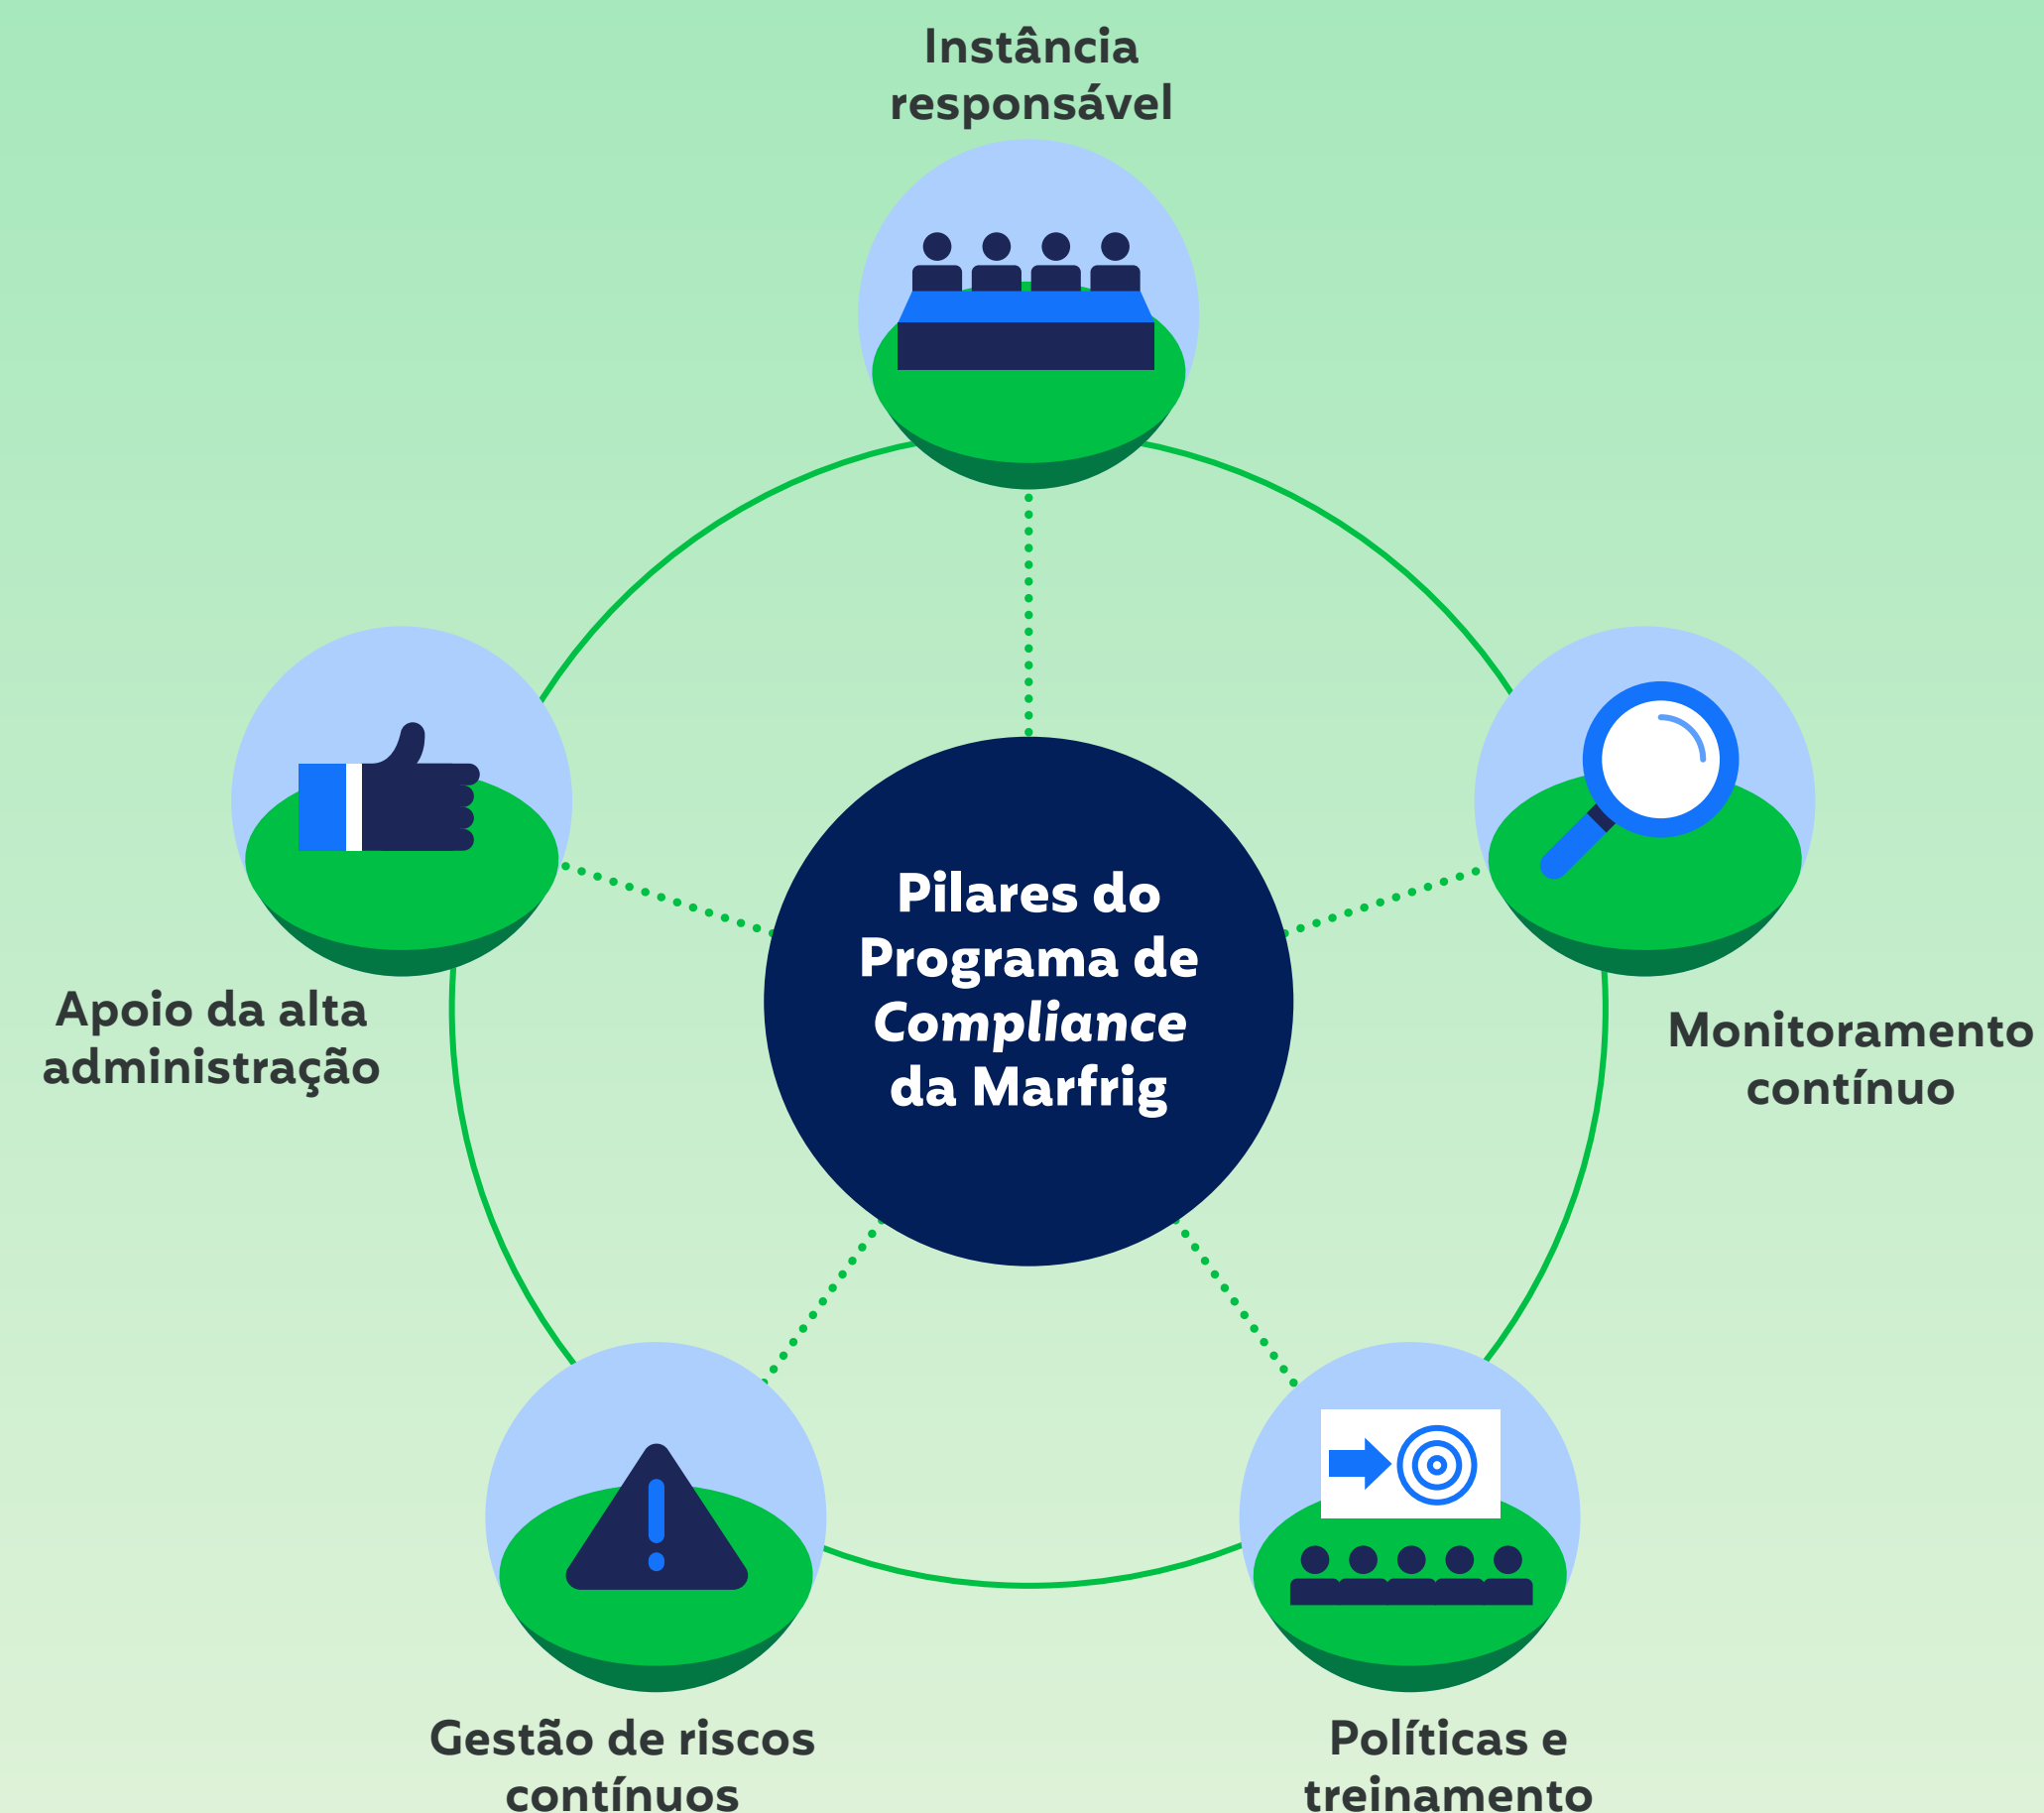 Instância
responsável
Apoio da alta
administração
Pilares do
Programa de
Compliance
da Marfrig
Monitoramento
contínuo
Gestão de riscos
contínuos
Políticas e
treinamento